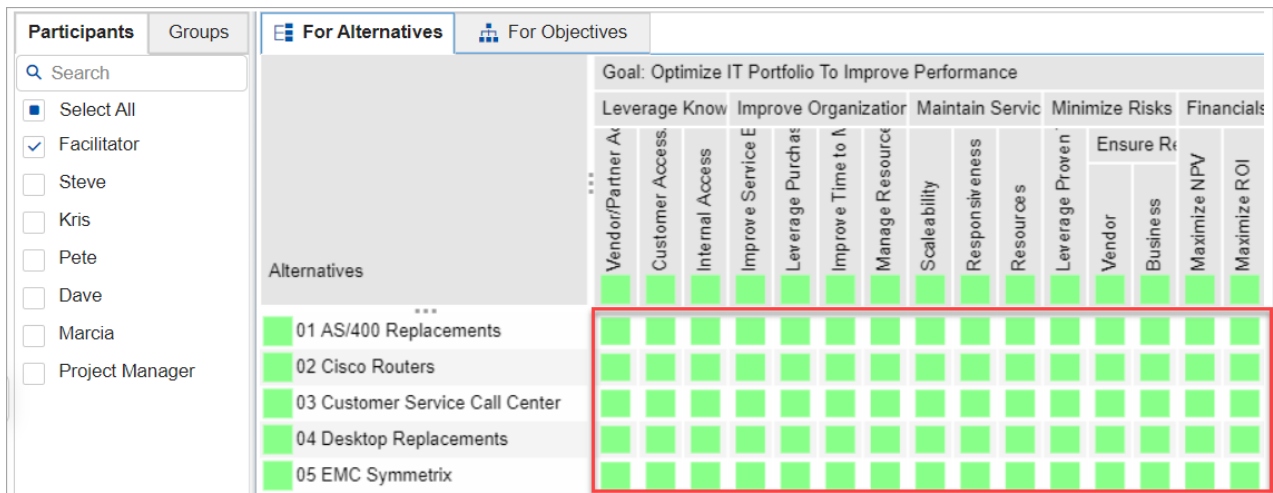 Participants
Groups
Search
Select All
Facilitator
Steve
Kris
Pete
Dave
Marcia
Project Manager
For Alternatives
For Objectives
Goal: Optimize IT Portfolio To Improve Performance
Leverage Know
Improve Organization
Maintain Servic
Minimize Risks
Financials
Ensure Re
Vendor/Partner Ac
Customer Access.
Internal Access
Improve Service E
Leverage Purchas
Improve Time to M
Manage Resource
Scaleability
Responsiveness
Resources
Leverage Proven
Vendor
Business
Maximize NPV
Maximize ROI
Alternatives
01 AS/400 Replacements
02 Cisco Routers
03 Customer Service Call Center
04 Desktop Replacements
05 EMC Symmetrix